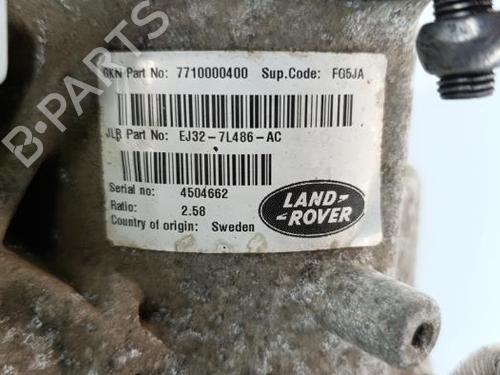 GKN Part No: 7710000400 Sup.Code: FG5JA
JLR Part No: EJ32-7L486-AC
Serial no: 4504662
Ratio: 2.58
Country of origin: Sweden
LAND-
-ROVER
B-PARTS